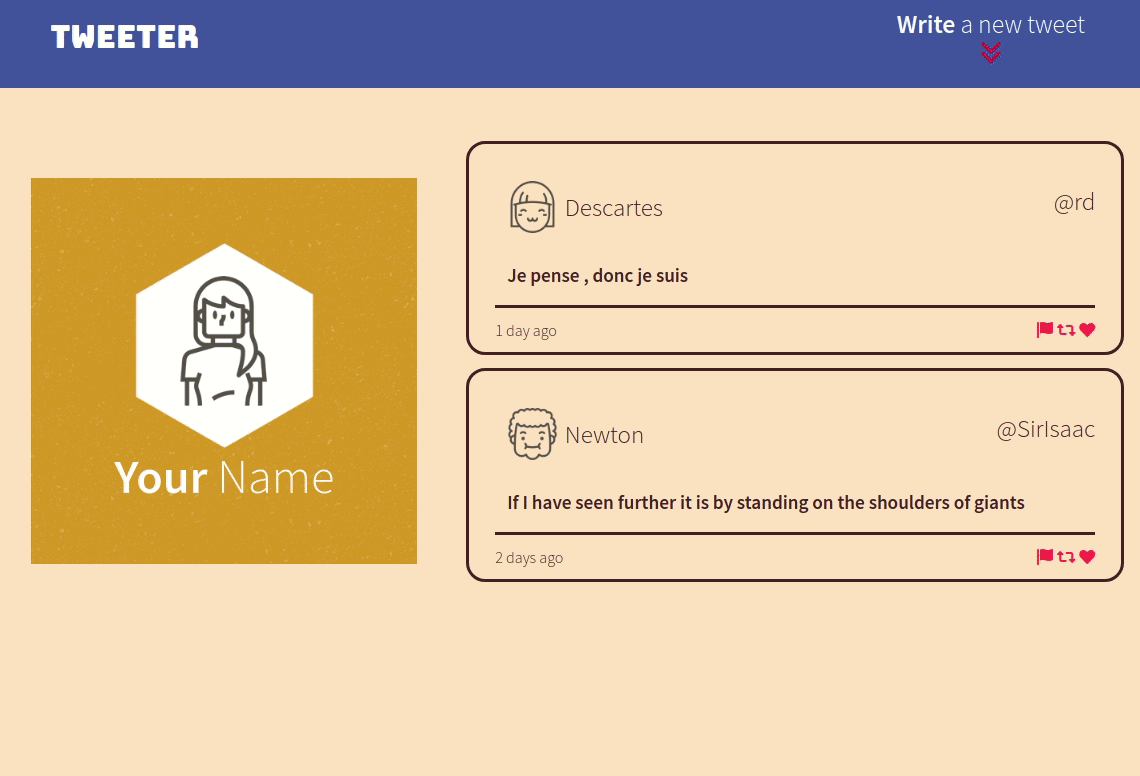 TWEETER
Write a new tweet
Your Name
Descartes
@rd
Je pense , donc je suis
1 day ago
Newton
@SirIsaac
If I have seen further it is by standing on the shoulders of giants
2 days ago